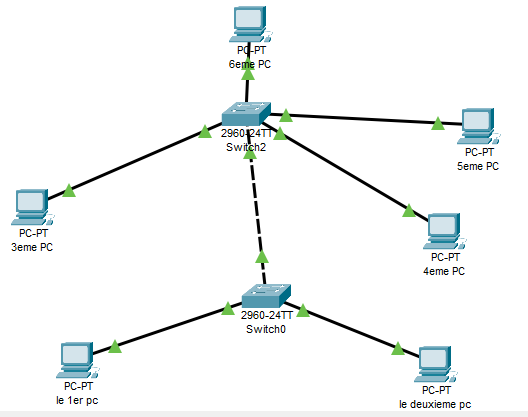 PC-PT
6eme PC
2960-24TT
Switch2
PC-PT
5eme PC
PC-PT
3eme PC
PC-PT
4eme PC
2960-24TT
Switch0
PC-PT
le 1er pc
PC-PT
le deuxieme pc